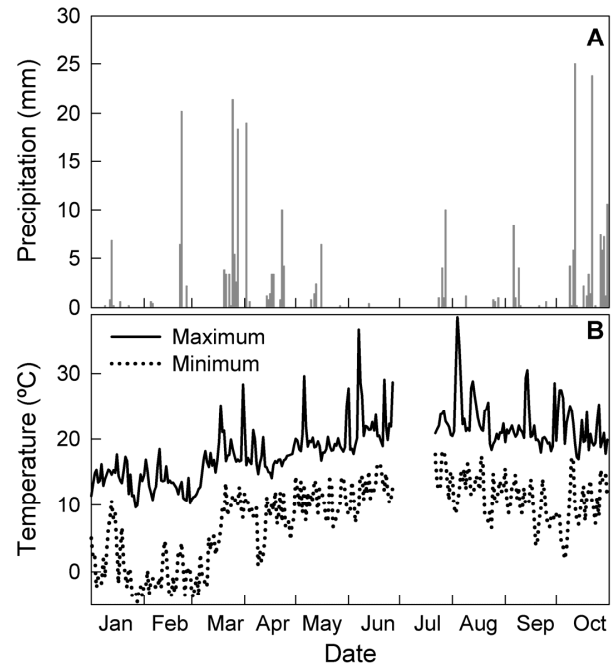 30
A
25
20
15
10
5
0
Precipitation (mm)
B
Maximum
Minimum
30
20
10
0
Temperature (ºC)
Jan Feb Mar Apr May Jun Jul Aug Sep Oct
Date